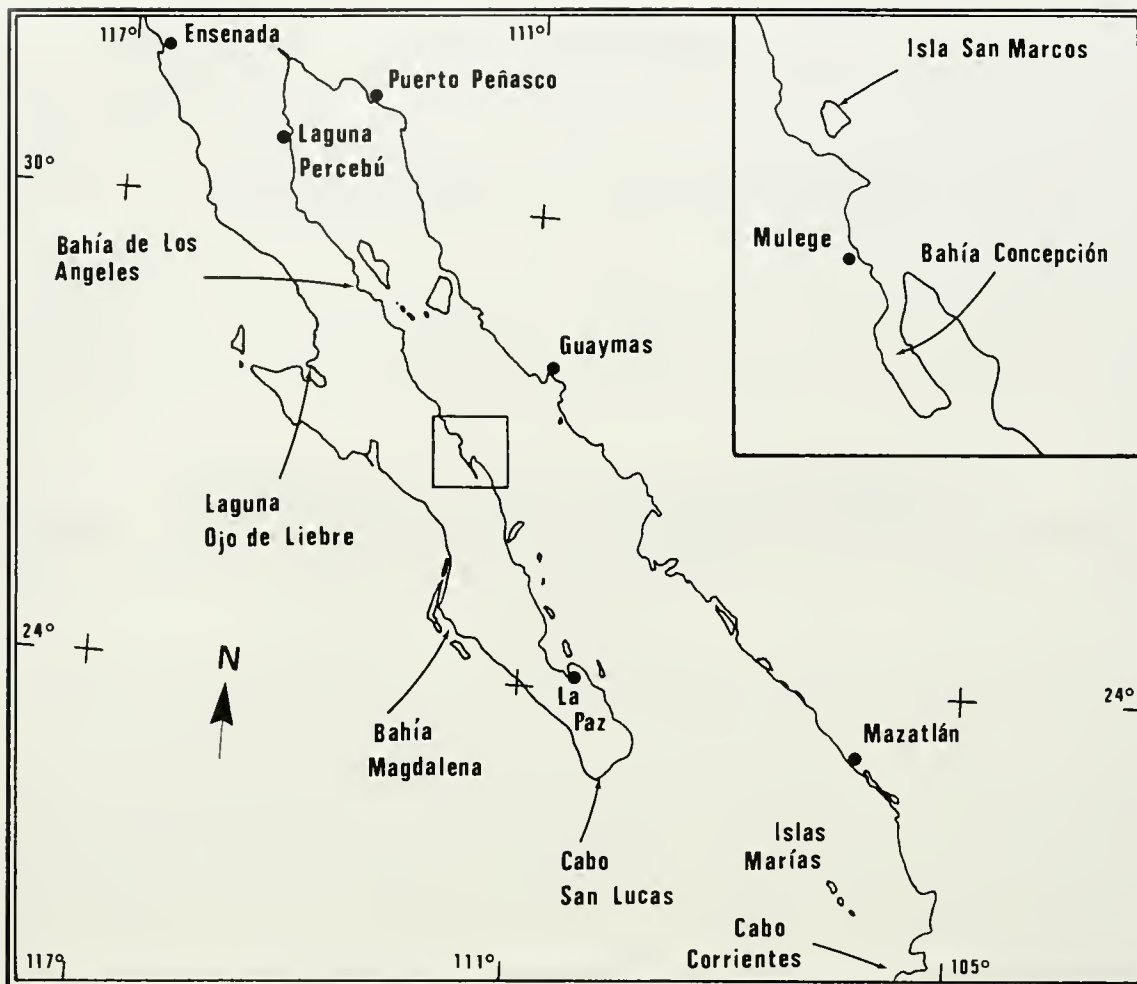 117°
Ensenada
111°
Puerto Peñasco
Laguna
Percebú
30°
Bahía de Los
Angeles
Guaymas
Laguna
Ojo de Liebre
24°
N
Bahía
Magdalena
La
Paz
24°
Mazatlán
Cabo
San Lucas
Islas
Marías
Cabo
Corrientes
117°
111°
105°
Isla San Marcos
Mulege
Bahía Concepción